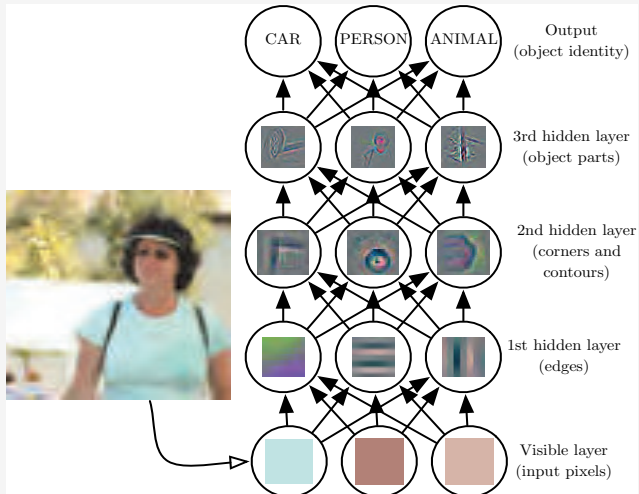 CAR PERSON ANIMAL
Output
(object identity)
3rd hidden layer
(object parts)
2nd hidden layer
(corners and
contours)
1st hidden layer
(edges)
Visible layer
(input pixels)